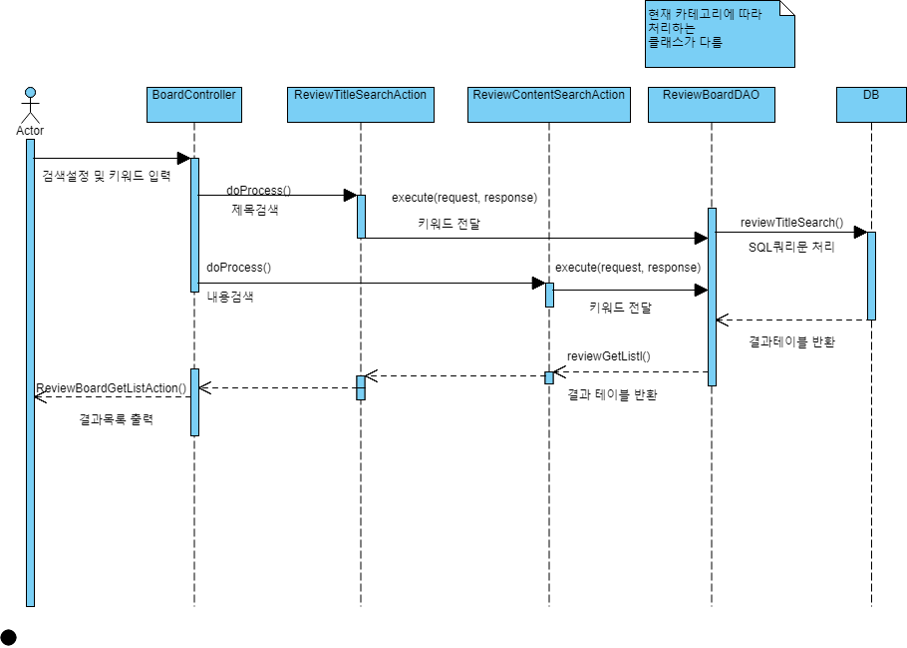 현재 카테고리에 따라
처리하는
클래스가 다름
Actor
BoardController
ReviewTitleSearchAction
ReviewContentSearchAction
ReviewBoardDAO
DB
검색설정 및 키워드 입력
doProcess()
제목검색
execute(request, response)
키워드 전달
reviewTitleSearch()
SQL쿼리문 처리
doProcess()
내용검색
execute(request, response)
키워드 전달
결과테이블 반환
reviewGetListl()
결과 테이블 반환
ReviewBoardGetListAction()
결과목록 출력